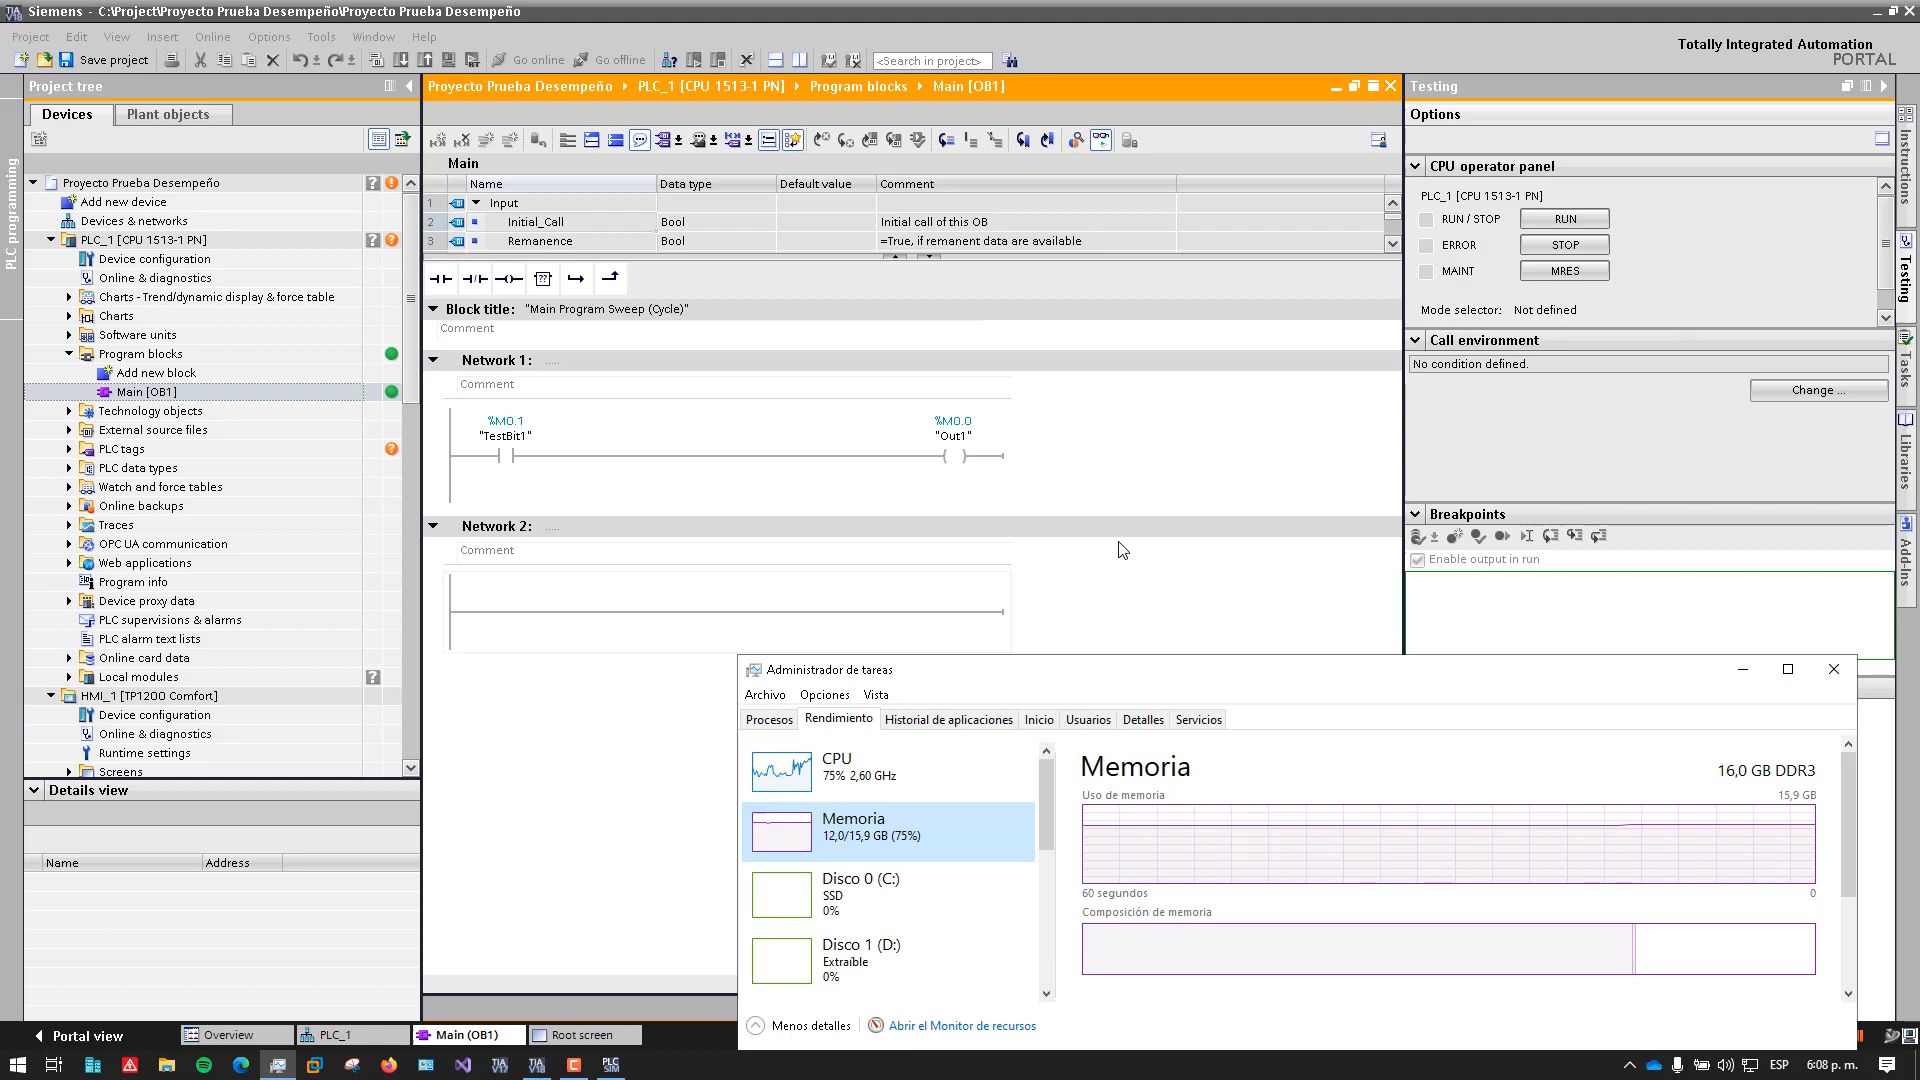 Siemens - C:\Project\Proyecto Prueba Desempeño\Proyecto Prueba Desempeño
Project Edit View Insert Online Options Tools Window Help
Totally Integrated Automation
PORTAL
Save project
Go online
Go offline
<Search in project>
Project tree
Devices
Plant objects
PLC programming
Proyecto Prueba Desempeño
Add new device
Devices & networks
PLC_1 [CPU 1513-1 PN]
Device configuration
Online & diagnostics
Charts - Trend/dynamic display & force table
Charts
Software units
Program blocks
Add new block
Main [OB1]
Technology objects
External source files
PLC tags
PLC data types
Watch and force tables
Online backups
Traces
OPC UA communication
Web applications
Program info
Device proxy data
PLC supervisions & alarms
PLC alarm text lists
Online card data
Local modules
HMI_1 [TP1200 Comfort]
Device configuration
Online & diagnostics
Runtime settings
Screens
Details view
Name Address
Proyecto Prueba Desempeño PLC_1 [CPU 1513-1 PN] Program blocks Main [OB1]
Main
Name Data type Default value Comment
1 Input
2 Initial_Call Bool Initial call of this OB
3 Remanence Bool =True, if remanent data are available
??
Block title: "Main Program Sweep (Cycle)"
Comment
Network 1: .....
Comment
%M0.1
"TestBit1"
%M0.0
"Out1"
Network 2: .....
Comment
Testing
Options
CPU operator panel
PLC_1 [CPU 1513-1 PN]
RUN / STOP RUN
ERROR STOP
MAINT MRES
Mode selector: Not defined
Call environment
No condition defined.
Change ...
Breakpoints
Enable output in run
Instructions
Testing
Tasks
Libraries
Add-Ins
Administrador de tareas
Archivo Opciones Vista
Procesos Rendimiento Historial de aplicaciones Inicio Usuarios Detalles Servicios
CPU
75% 2,60 GHz
Memoria
12,0/15,9 GB (75%)
Disco 0 (C:)
SSD
0%
Disco 1 (D:)
Extraíble
0%
Memoria
16,0 GB DDR3
Uso de memoria
15,9 GB
60 segundos
0
Composición de memoria
Menos detalles
Abrir el Monitor de recursos
Portal view
Overview
PLC_1
Main (OB1)
Root screen
ESP
6:08 p. m.